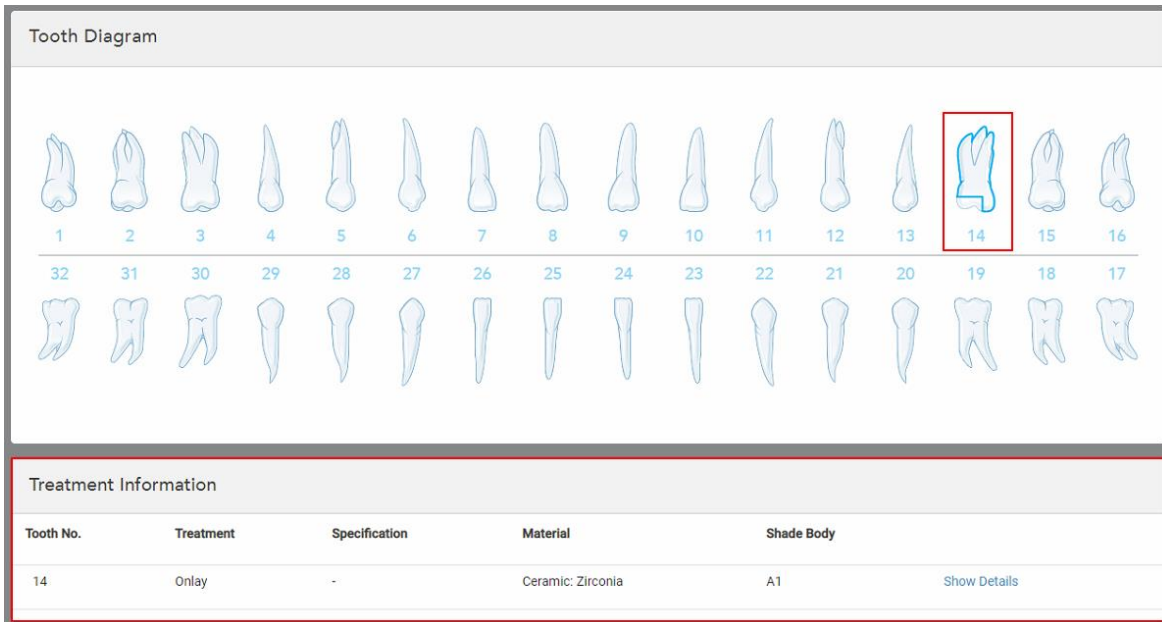 Tooth Diagram
1 2 3 4 5 6 7 8 9 10 11 12 13 14 15 16
32 31 30 29 28 27 26 25 24 23 22 21 20 19 18 17
Treatment Information
Tooth No. Treatment Specification Material Shade Body
14 Onlay - Ceramic: Zirconia A1 Show Details